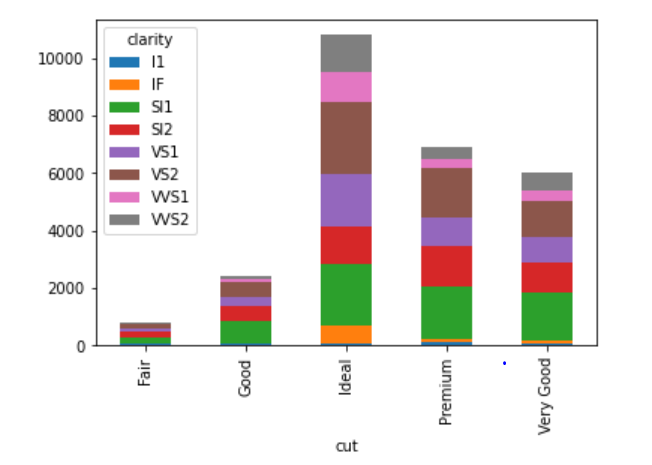 clarity
I1
IF
SI1
SI2
VS1
VS2
VVS1
VVS2
10000
8000
6000
4000
2000
0
Fair
Good
Ideal
Premium
Very Good
cut